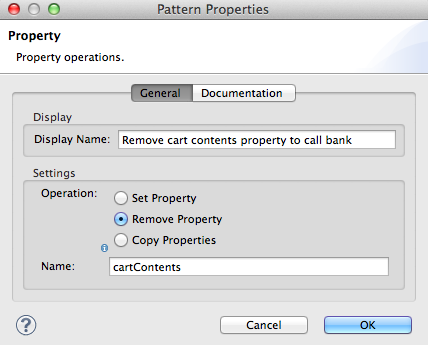 Pattern Properties
Property
Property operations.
General Documentation
Display
Display Name: Remove cart contents property to call bank
Settings
Operation: Set Property
Remove Property
Copy Properties
Name: cartContents
? Cancel OK